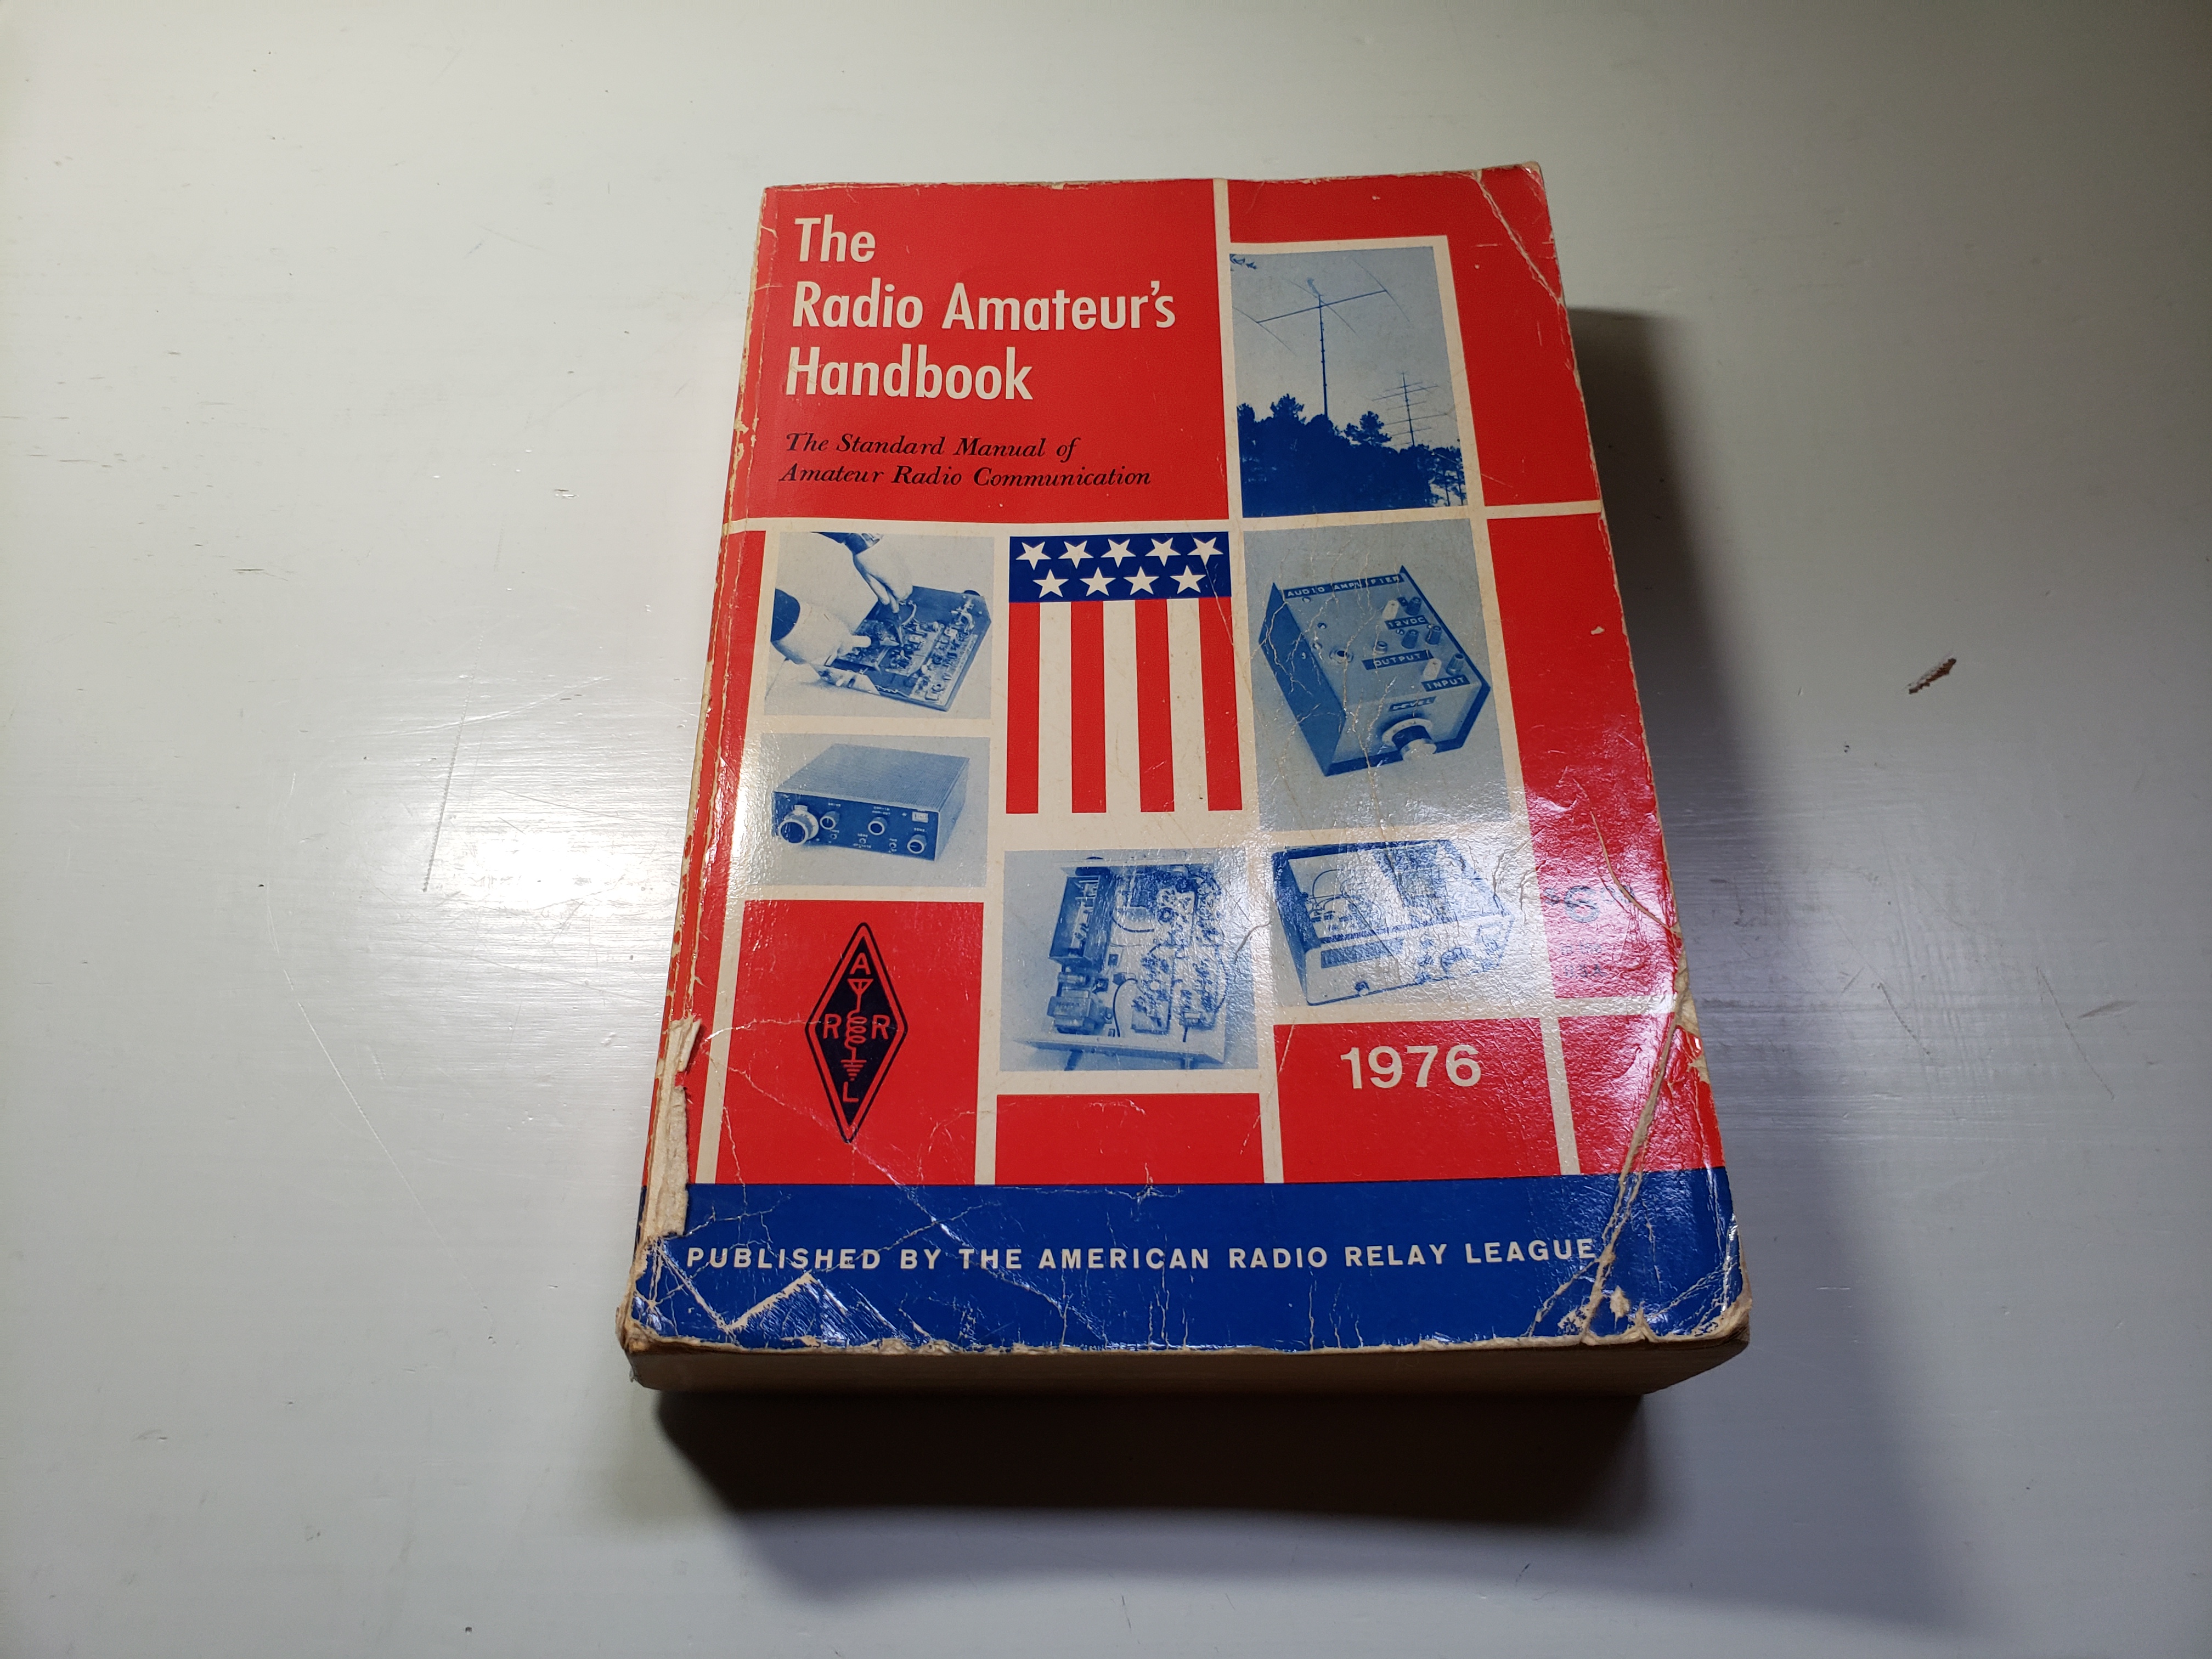 The
Radio Amateur's
Handbook
The Standard Manual of
Amateur Radio Communication
AUDIO AMPLIFIER
12VDC
OUTPUT
INPUT
LEVEL
A
R R
L
1976
PUBLISHED BY THE AMERICAN RADIO RELAY LEAGUE